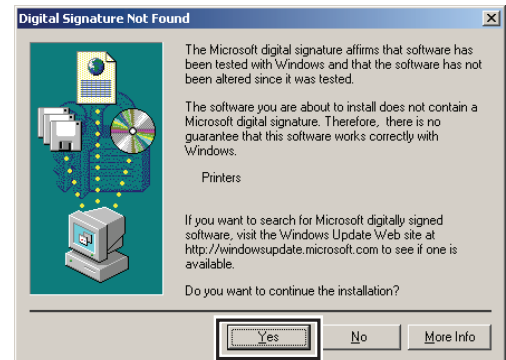 Digital Signature Not Found
The Microsoft digital signature affirms that software has
been tested with Windows and that the software has not
been altered since it was tested.
The software you are about to install does not contain a
Microsoft digital signature. Therefore, there is no
guarantee that this software works correctly with
Windows.
Printers
If you want to search for Microsoft digitally signed
software, visit the Windows Update Web site at
http://windowsupdate.microsoft.com to see if one is
available.
Do you want to continue the installation?
Yes No More Info